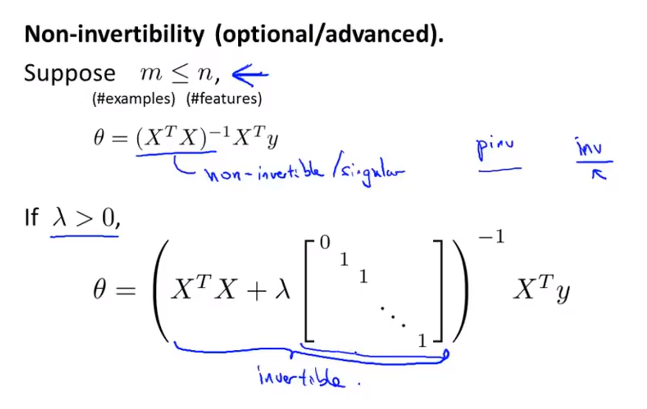 Non-invertibility (optional/advanced).
Suppose m ≤ n, ←
(#examples) (#features)
θ = (XᵀX)⁻¹Xᵀy
pinv inv
non-invertible/singular
If λ > 0,
θ = (XᵀX + λ [0 1 1 ⋱ 1])⁻¹ Xᵀy
invertible.